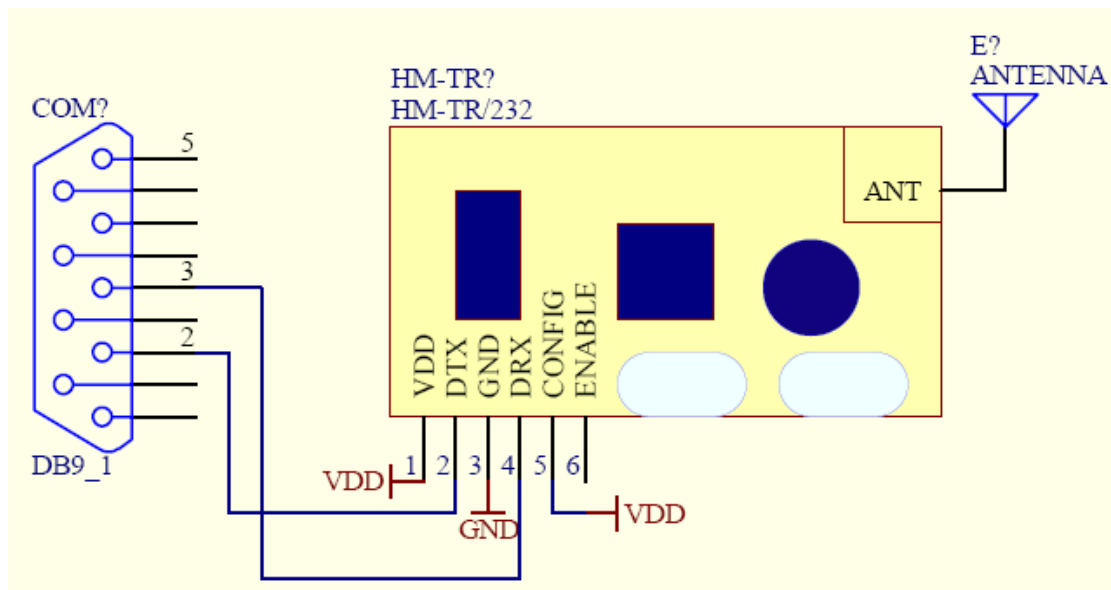 COM?
5
3
2
DB9_1
HM-TR?
HM-TR/232
E?
ANTENNA
ANT
VDD
DTX
GND
DRX
CONFIG
ENABLE
1
2
3
4
5
6
VDD
GND
VDD